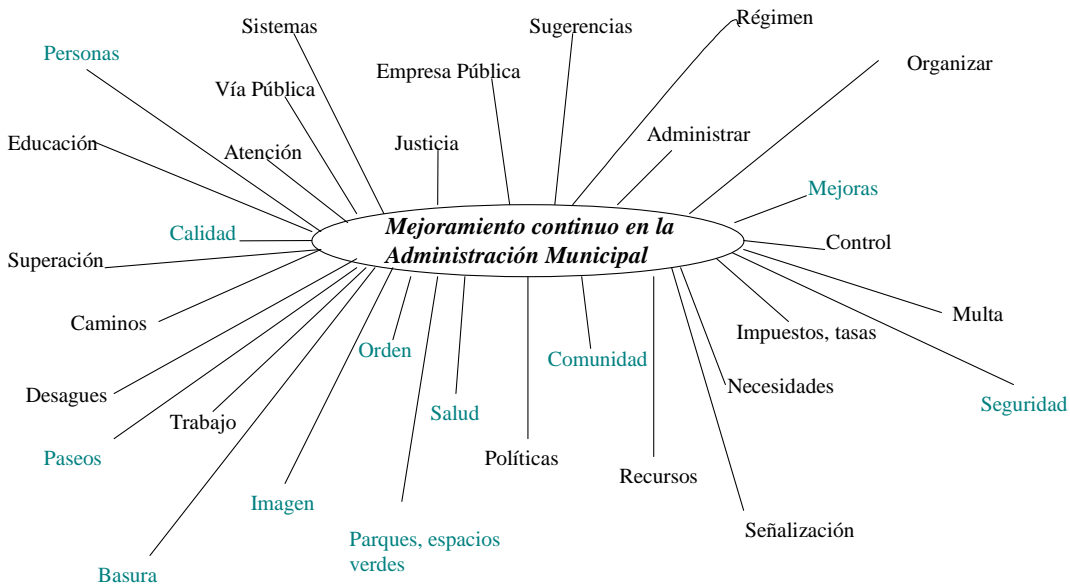 Sistemas
Sugerencias
Régimen
Personas
Organizar
Empresa Pública
Vía Pública
Educación
Atención
Justicia
Administrar
Mejoras
Calidad
Mejoramiento continuo en la
Administración Municipal
Control
Superación
Caminos
Multa
Impuestos, tasas
Orden
Comunidad
Desagues
Necesidades
Seguridad
Trabajo
Salud
Paseos
Políticas
Recursos
Imagen
Señalización
Parques, espacios
verdes
Basura